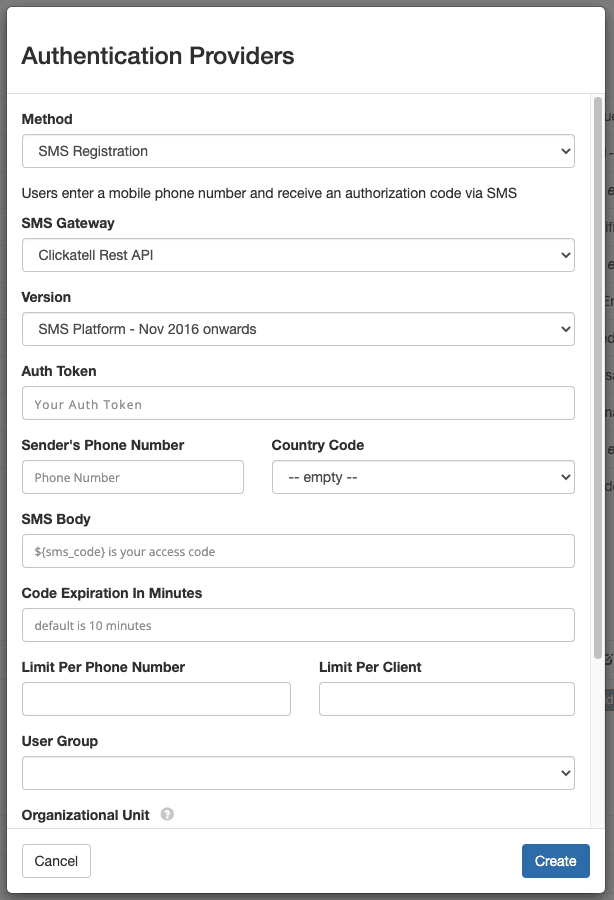 Authentication Providers
Method
SMS Registration
Users enter a mobile phone number and receive an authorization code via SMS
SMS Gateway
Clickatell Rest API
Version
SMS Platform - Nov 2016 onwards
Auth Token
Your Auth Token
Sender's Phone Number Country Code
Phone Number -- empty --
SMS Body
${sms_code} is your access code
Code Expiration In Minutes
default is 10 minutes
Limit Per Phone Number Limit Per Client
User Group
Organizational Unit ?
Cancel Create